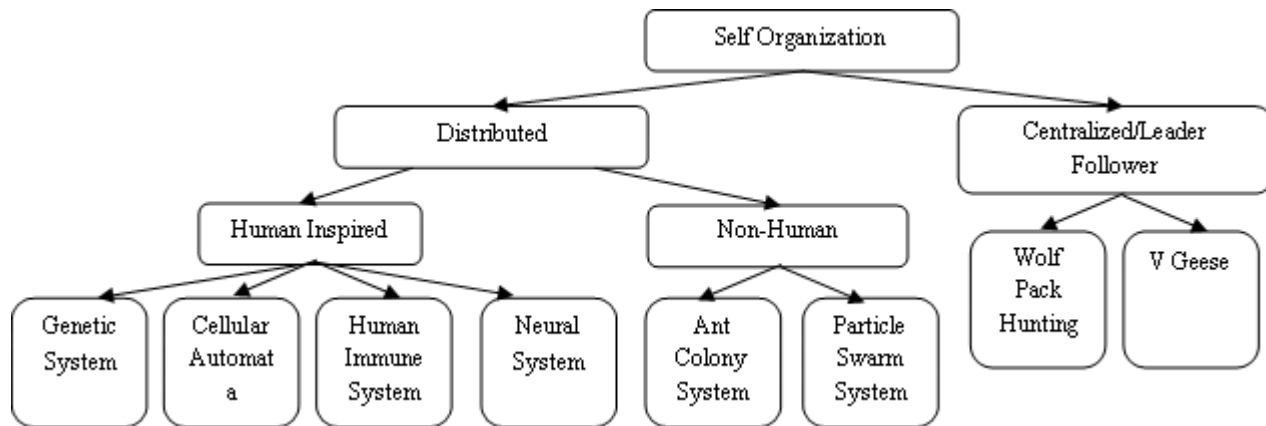 Self Organization
Distributed
Centralized/Leader
Follower
Human Inspired
Non-Human
Wolf
Pack
Hunting
V Geese
Genetic
System
Cellular
Automat
a
Human
Immune
System
Neural
System
Ant
Colony
System
Particle
Swarm
System